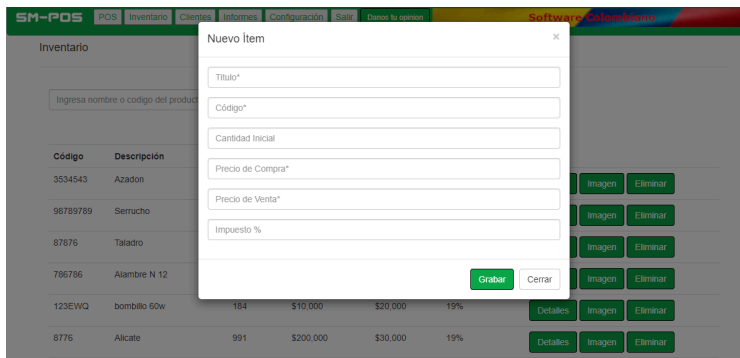 SM-POS POS Inventario Clientes Informes Configuración Salir Danos tu opinion Software Colombiano
Nuevo Ítem ×
Inventario
Titulo*
Ingresa nombre o codigo del product
Código*
Cantidad Inicial
Código Descripción
Precio de Compra*
3534543 Azadon Imagen Eliminar
Precio de Venta*
98789789 Serrucho Imagen Eliminar
Impuesto %
87876 Taladro Imagen Eliminar
786786 Alambre N 12 Imagen Eliminar
Grabar Cerrar
123EWQ bombillo 60w 184 $10,000 $20,000 19% Detalles Imagen Eliminar
8776 Alicate 991 $200,000 $30,000 19% Detalles Imagen Eliminar